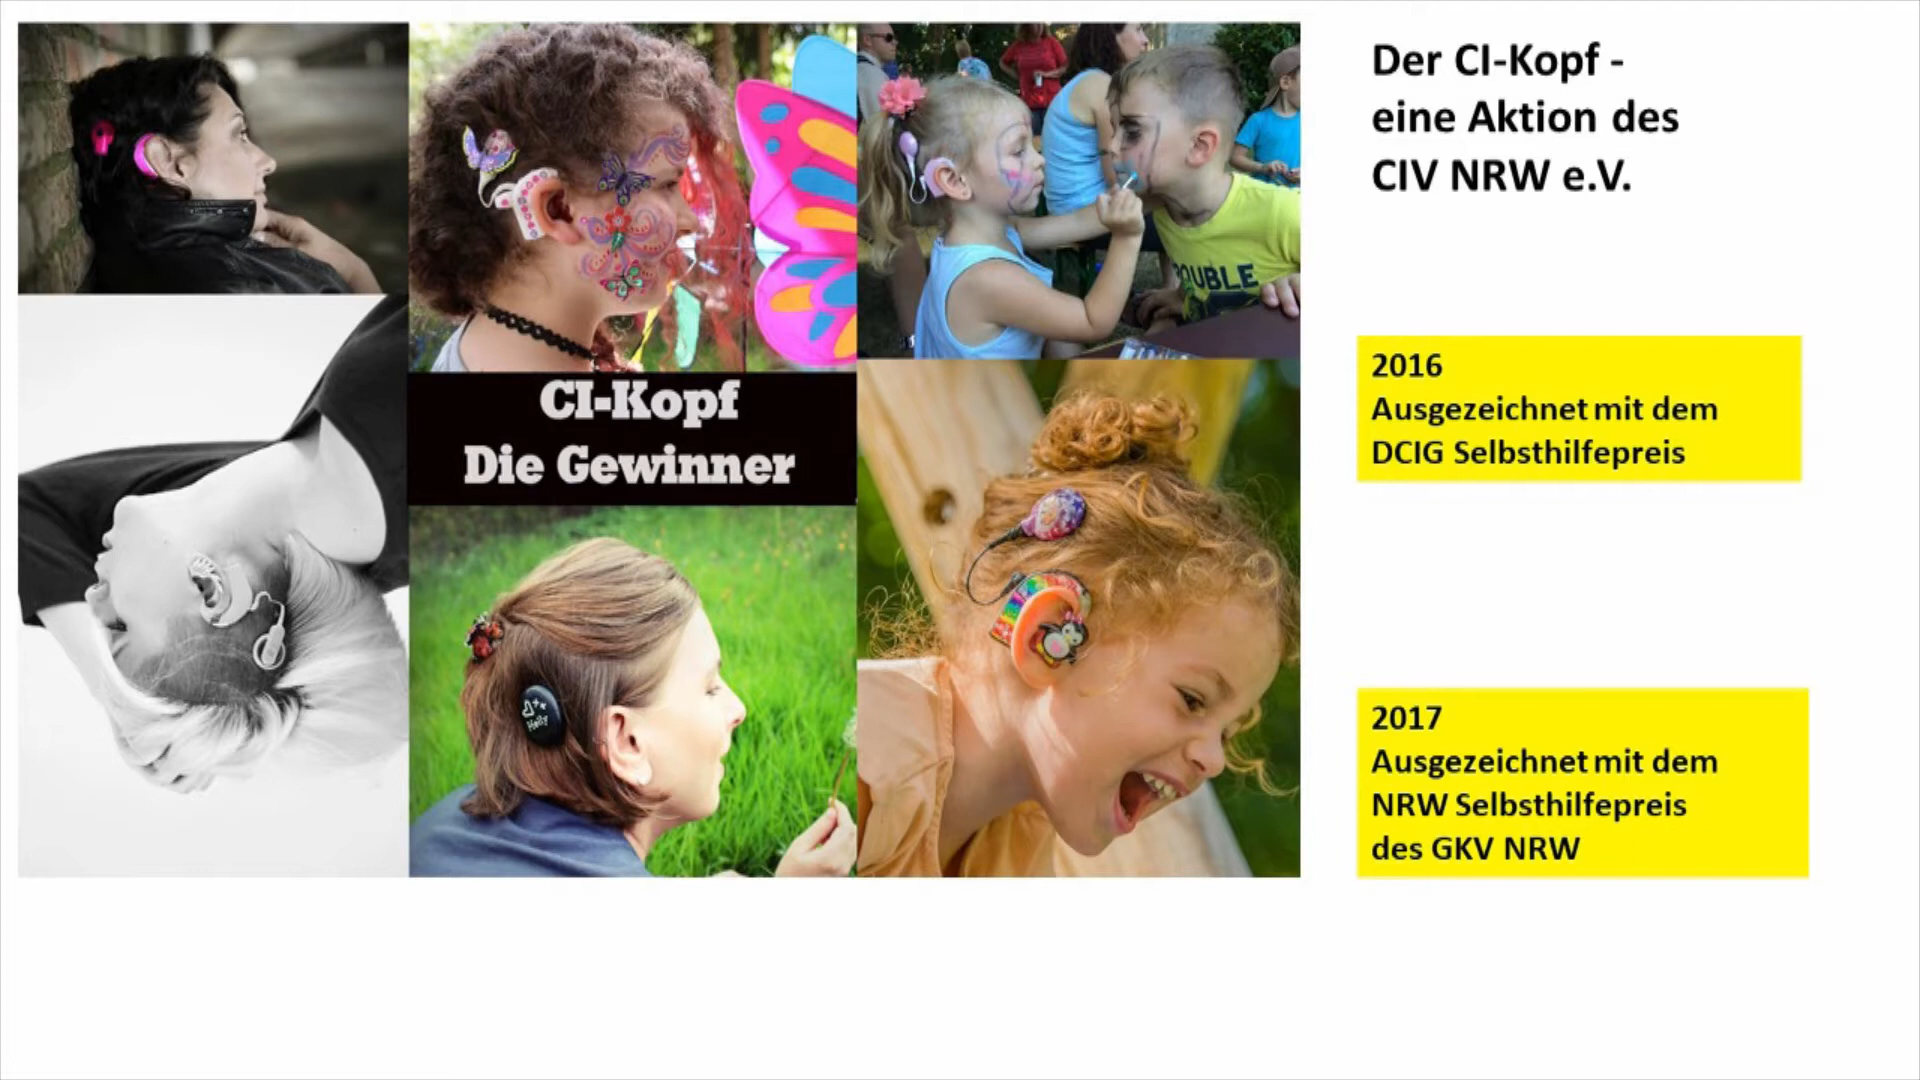 Der CI-Kopf -
eine Aktion des
CIV NRW e.V.
CI-Kopf
Die Gewinner
2016
Ausgezeichnet mit dem
DCIG Selbsthilfepreis
2017
Ausgezeichnet mit dem
NRW Selbsthilfepreis
des GKV NRW
OUBLE
Helly